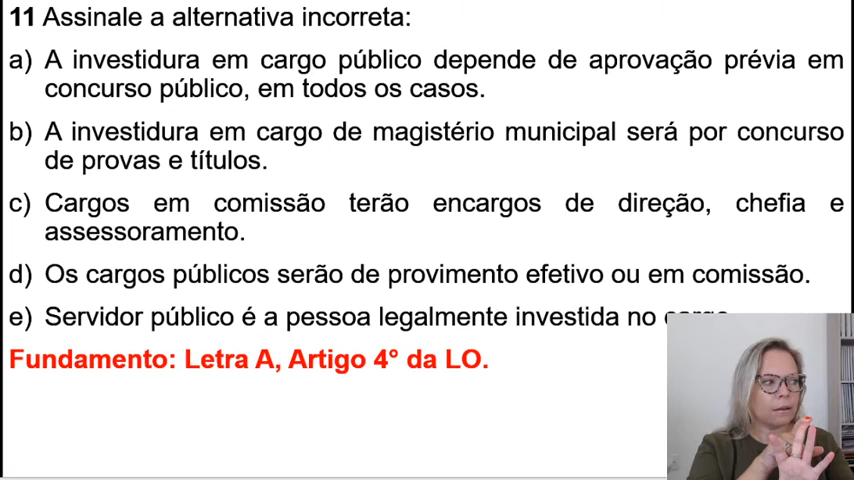 11 Assinale a alternativa incorreta:
a) A investidura em cargo público depende de aprovação prévia em
concurso público, em todos os casos.
b) A investidura em cargo de magistério municipal será por concurso
de provas e títulos.
c) Cargos em comissão terão encargos de direção, chefia e
assessoramento.
d) Os cargos públicos serão de provimento efetivo ou em comissão.
e) Servidor público é a pessoa legalmente investida no cargo.
Fundamento: Letra A, Artigo 4° da LO.